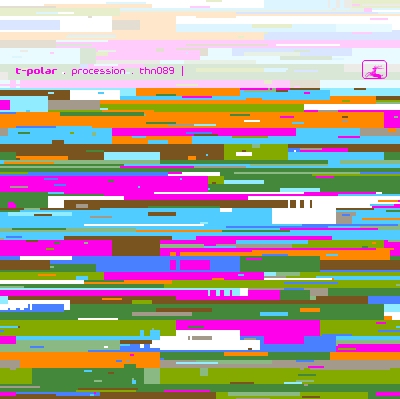 t-polar . procession . thn089 |